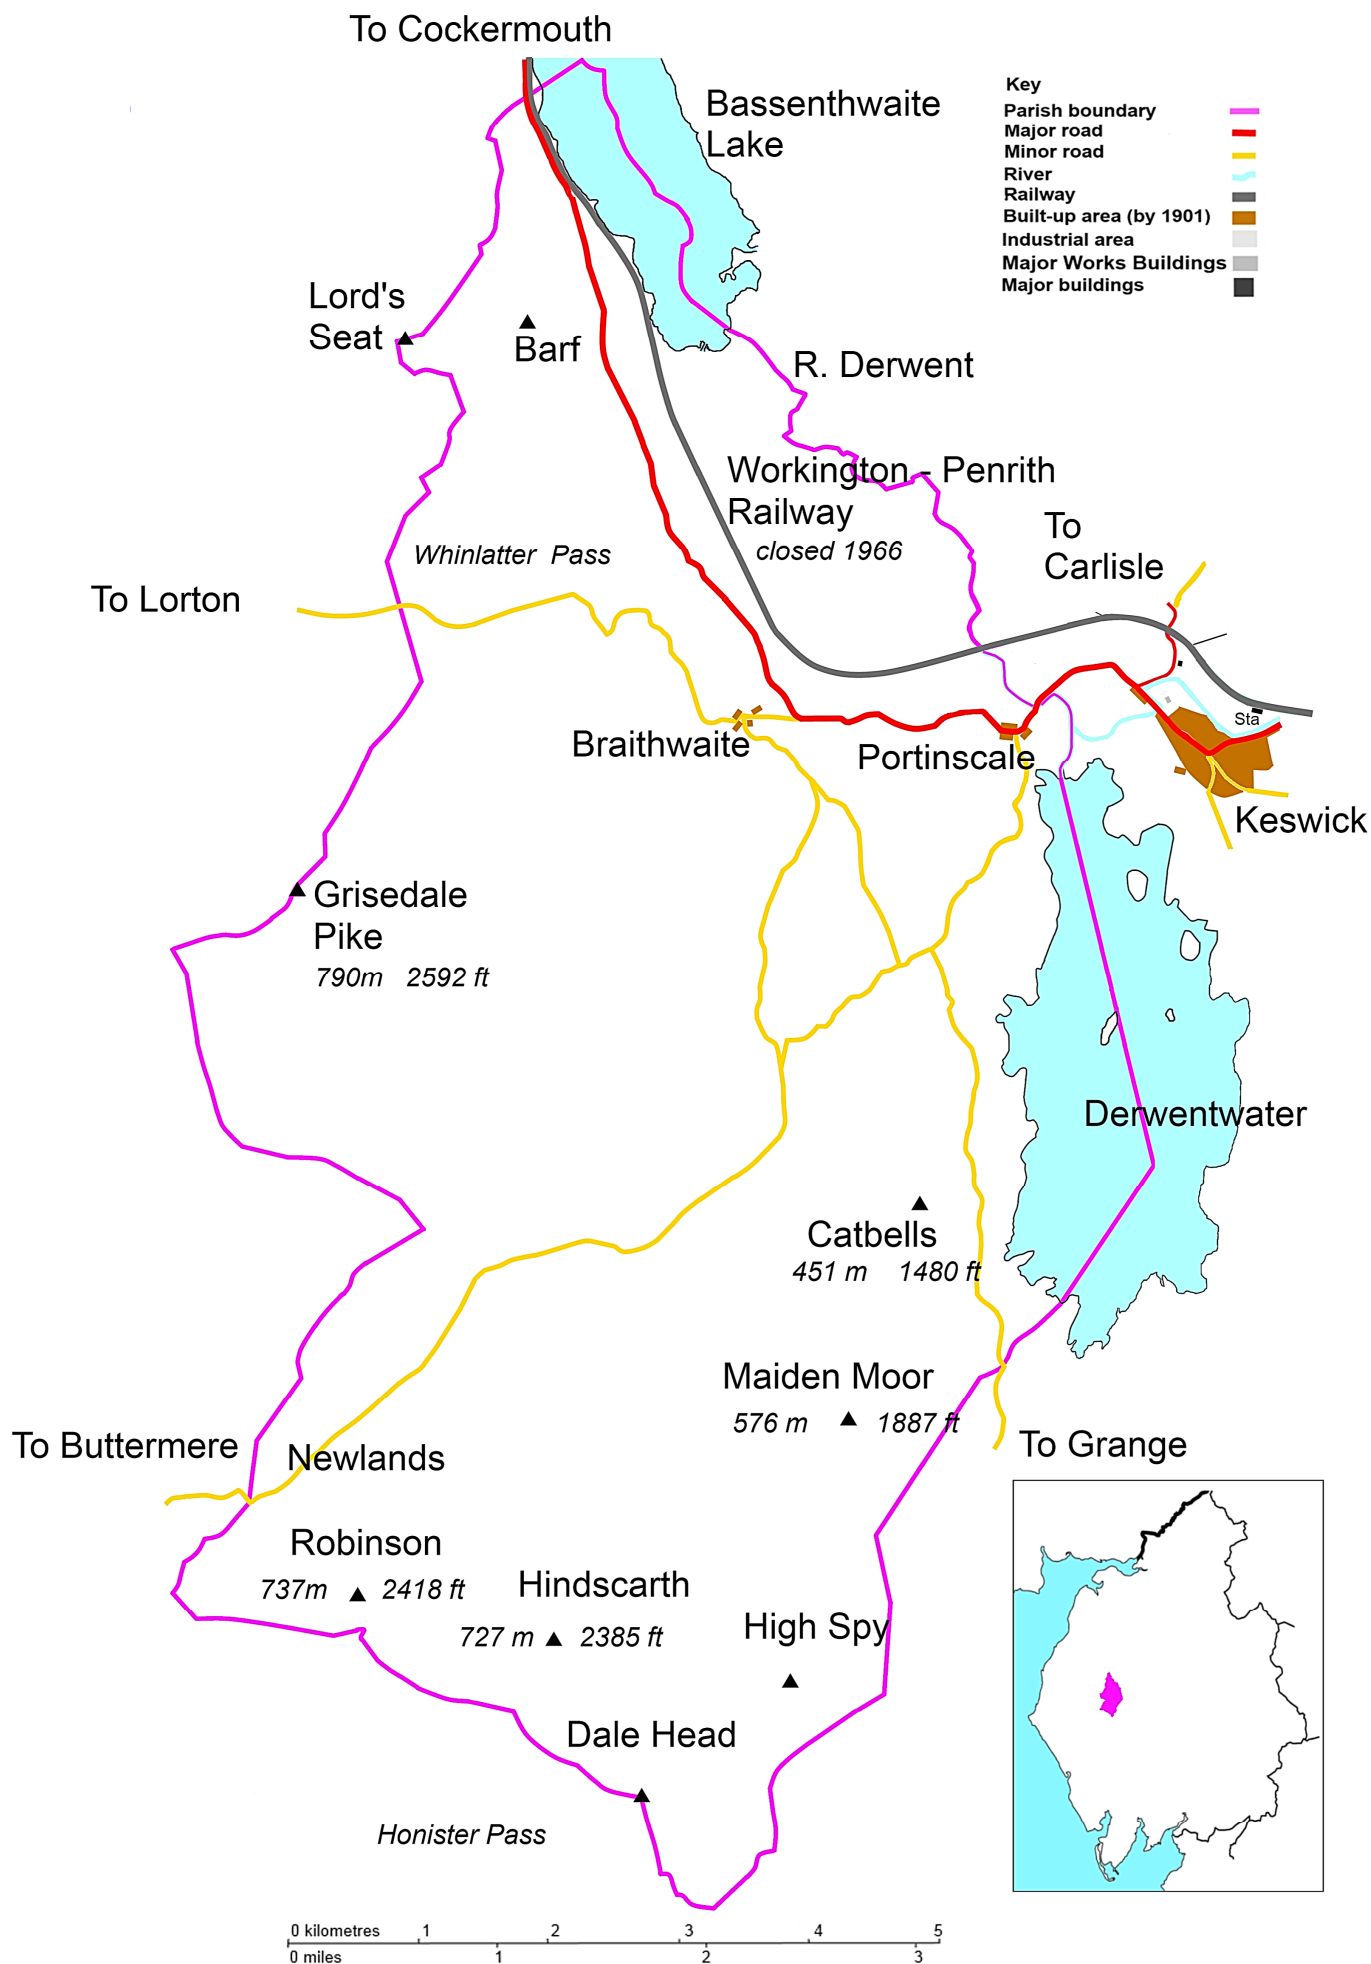 To Cockermouth
Bassenthwaite
Lake
Key
Parish boundary
Major road
Minor road
River
Railway
Built-up area (by 1901)
Industrial area
Major Works Buildings
Major buildings
Lord's
Seat
Barf
R. Derwent
Workington - Penrith
Railway
closed 1966
To
Carlisle
Whinlatter Pass
To Lorton
Braithwaite
Portinscale
Sta
Keswick
Grisedale
Pike
790m 2592 ft
Derwentwater
Catbells
451 m 1480 ft
Maiden Moor
576 m 1887 ft
To Buttermere
Newlands
To Grange
Robinson
737m 2418 ft
Hindscarth
727 m 2385 ft
High Spy
Dale Head
Honister Pass
0 kilometres 1 2 3 4 5
0 miles 1 2 3